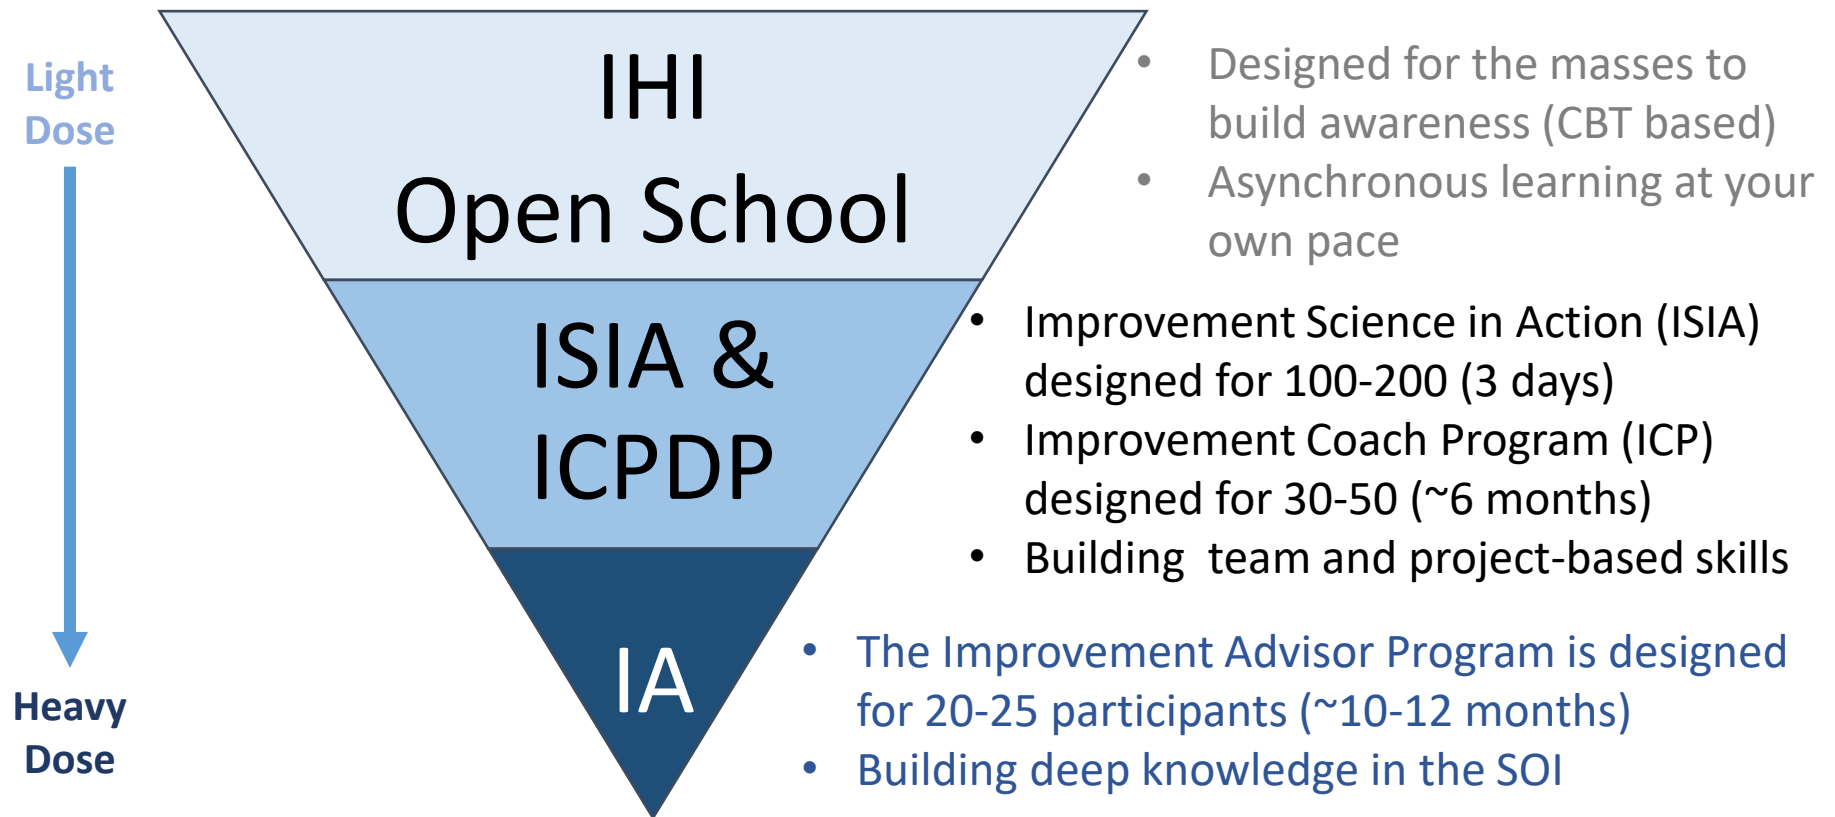 Light
Dose
Heavy
Dose
IHI
Open School
ISIA &
ICPDP
IA
• Designed for the masses to
build awareness (CBT based)
• Asynchronous learning at your
own pace
• Improvement Science in Action (ISIA)
designed for 100-200 (3 days)
• Improvement Coach Program (ICP)
designed for 30-50 (~6 months)
• Building  team and project-based skills
• The Improvement Advisor Program is designed
for 20-25 participants (~10-12 months)
• Building deep knowledge in the SOI